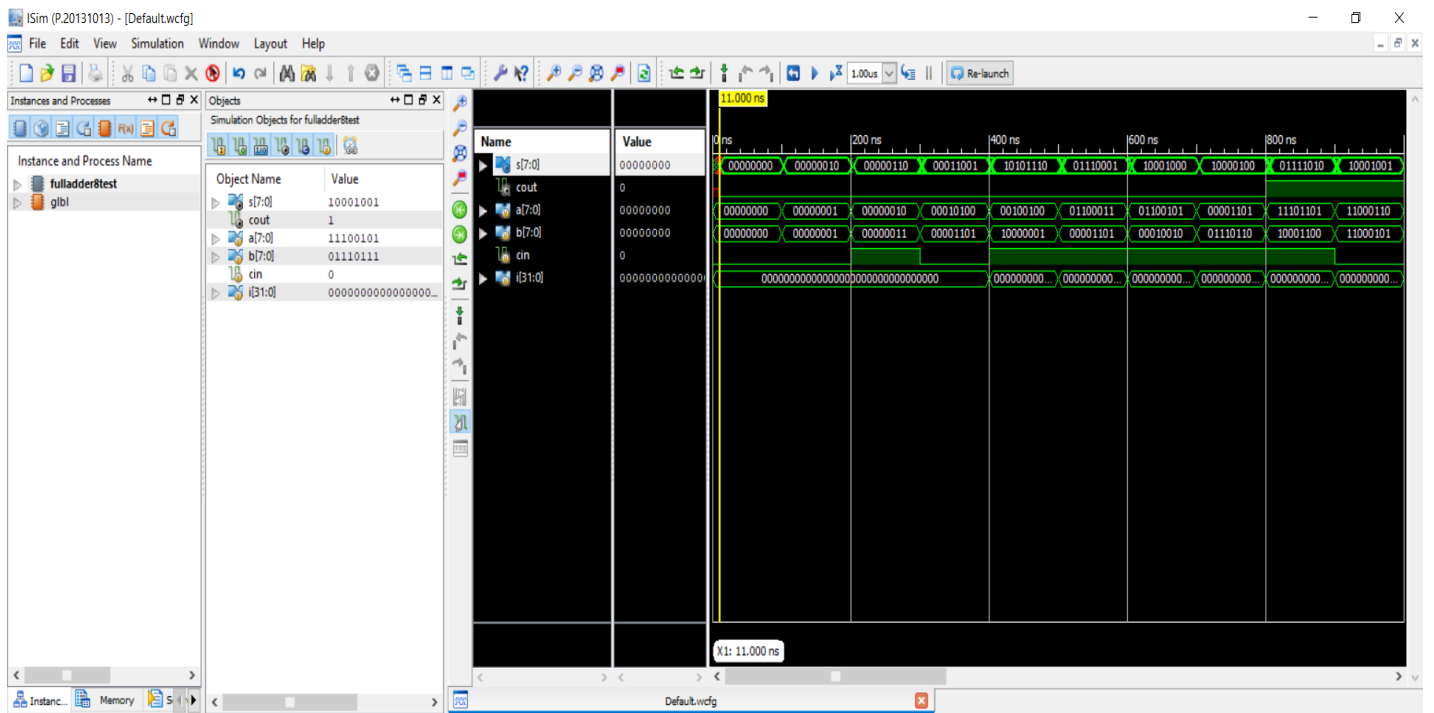 ISim (P.20131013) - [Default.wcfg]
File Edit View Simulation Window Layout Help
1.00us Re-launch
Instances and Processes
Instance and Process Name
fulladder8test
glbl
Instanc... Memory S
Objects
Simulation Objects for fulladder8test
Object Name Value
s[7:0] 10001001
cout 1
a[7:0] 11100101
b[7:0] 01110111
cin 0
i[31:0] 0000000000000000...
11.000 ns
Name Value 0 ns 200 ns 400 ns 600 ns 800 ns
s[7:0] 00000000 00000000 00000010 00000110 00011001 10101110 01110001 10001000 10000100 01111010 10001001
cout 0
a[7:0] 00000000 00000000 00000001 00000010 00010100 00100100 01100011 01100101 00001101 11101101 11000110
b[7:0] 00000000 00000000 00000001 00000011 00001101 10000001 00001101 00010010 01110110 10001100 11000101
cin 0
i[31:0] 00000000000000 00000000000000000000000000000000 000000000... 000000000... 000000000... 000000000... 000000000... 000000000...
X1: 11.000 ns
Default.wcfg